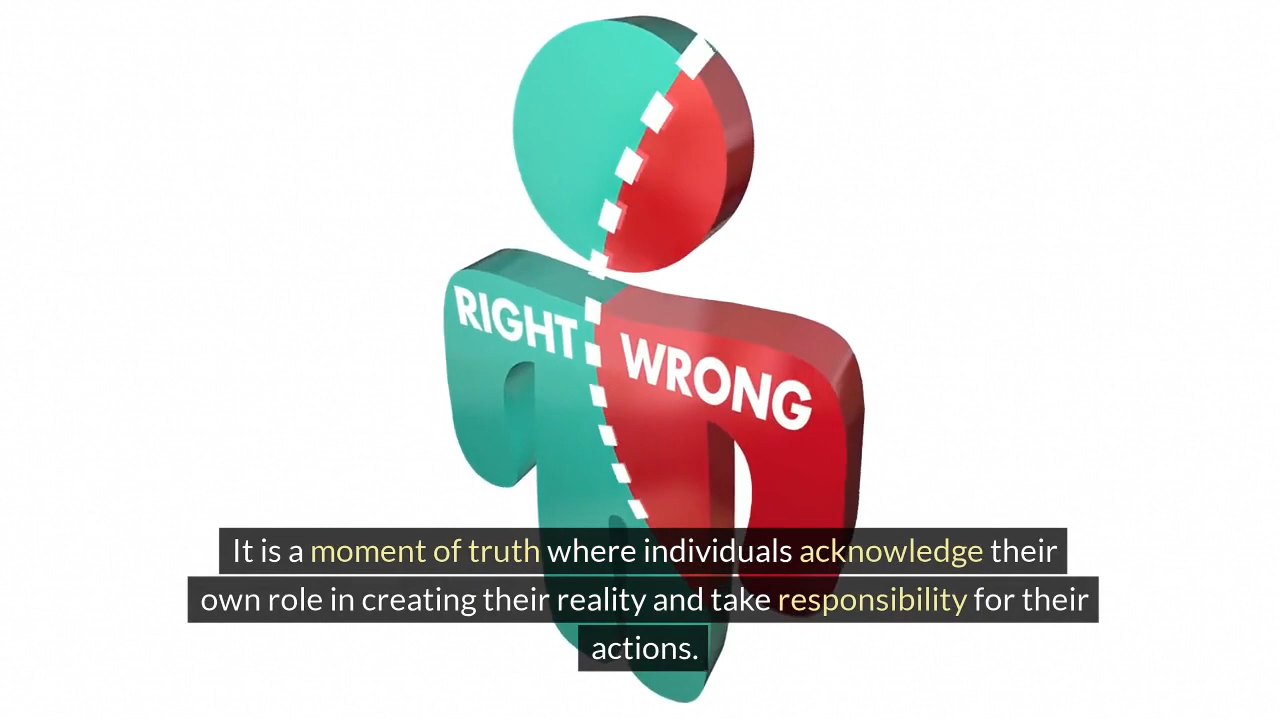 RIGHT
WRONG
It is a moment of truth where individuals acknowledge their
own role in creating their reality and take responsibility for their
actions.